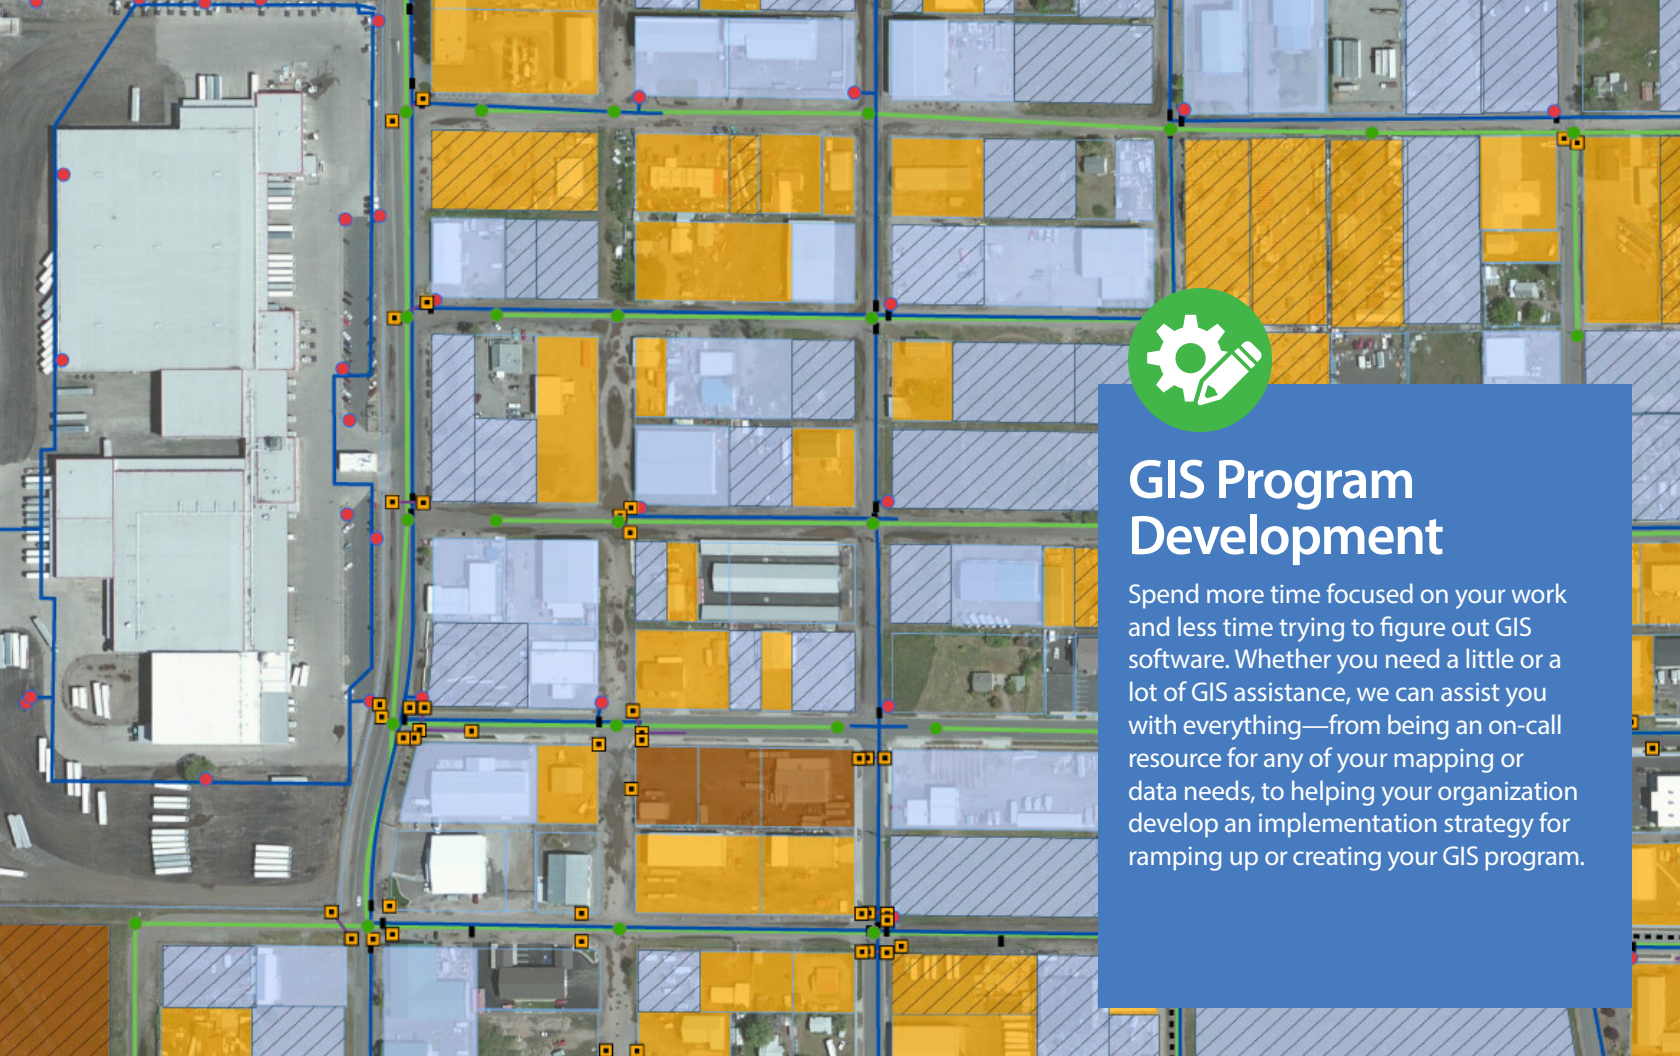 GIS Program
Development
Spend more time focused on your work
and less time trying to figure out GIS
software. Whether you need a little or a
lot of GIS assistance, we can assist you
with everything—from being an on-call
resource for any of your mapping or
data needs, to helping your organization
develop an implementation strategy for
ramping up or creating your GIS program.